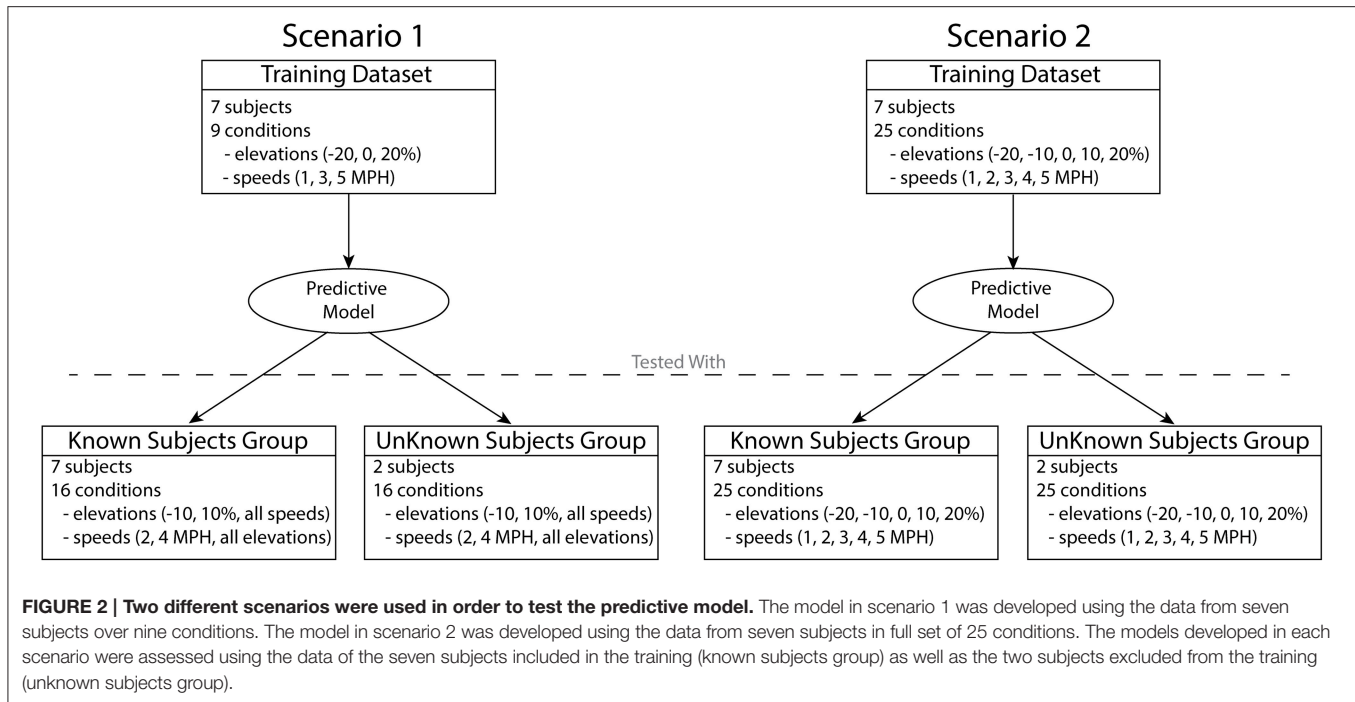 Scenario 1
Training Dataset
7 subjects
9 conditions
- elevations (-20, 0, 20%)
- speeds (1, 3, 5 MPH)
Predictive
Model
Scenario 2
Training Dataset
7 subjects
25 conditions
- elevations (-20, -10, 0, 10, 20%)
- speeds (1, 2, 3, 4, 5 MPH)
Predictive
Model
Tested With
Known Subjects Group
7 subjects
16 conditions
- elevations (-10, 10%, all speeds)
- speeds (2, 4 MPH, all elevations)
UnKnown Subjects Group
2 subjects
16 conditions
- elevations (-10, 10%, all speeds)
- speeds (2, 4 MPH, all elevations)
Known Subjects Group
7 subjects
25 conditions
- elevations (-20, -10, 0, 10, 20%)
- speeds (1, 2, 3, 4, 5 MPH)
UnKnown Subjects Group
2 subjects
25 conditions
- elevations (-20, -10, 0, 10, 20%)
- speeds (1, 2, 3, 4, 5 MPH)
FIGURE 2 | Two different scenarios were used in order to test the predictive model. The model in scenario 1 was developed using the data from seven
subjects over nine conditions. The model in scenario 2 was developed using the data from seven subjects in full set of 25 conditions. The models developed in each
scenario were assessed using the data of the seven subjects included in the training (known subjects group) as well as the two subjects excluded from the training
(unknown subjects group).